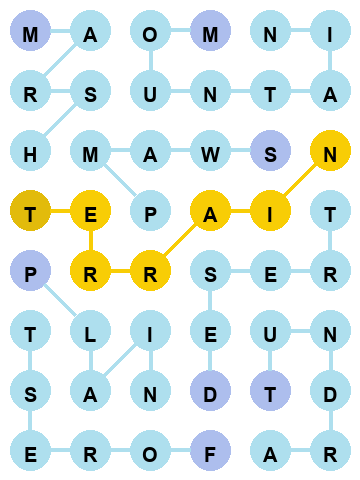 M A O M N I
R S U N T A
H M A W S N
T E P A I T
P R R S E R
T L I E U N
S A N D T D
E R O F A R